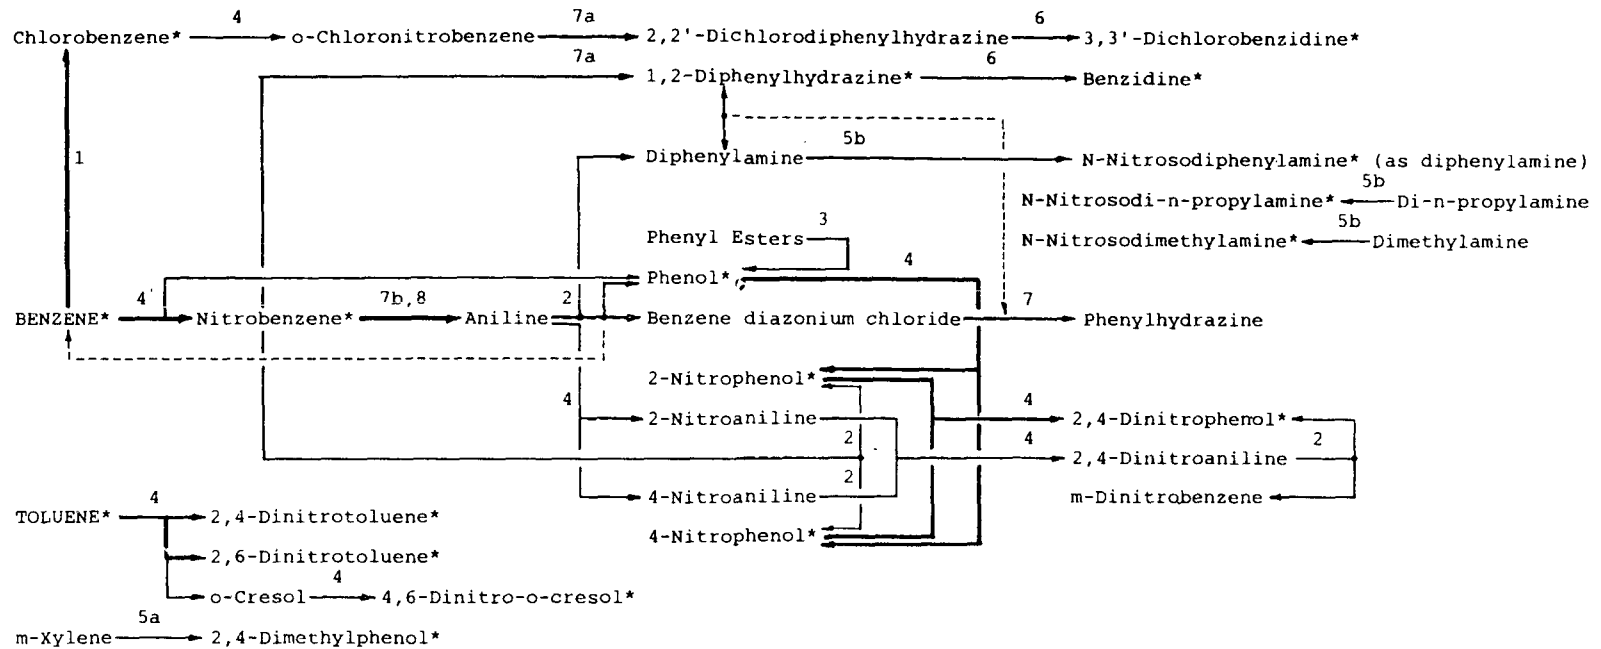 4 7a 6
Chlorobenzene* o-Chloronitrobenzene 2,2'-Dichlorodiphenylhydrazine 3,3'-Dichlorobenzidine*
7a 6
1,2-Diphenylhydrazine* Benzidine*
1 5b
Diphenylamine N-Nitrosodiphenylamine* (as diphenylamine)
5b
N-Nitrosodi-n-propylamine* Di-n-propylamine
3 5b
Phenyl Esters N-Nitrosodimethylamine* Dimethylamine
4
Phenol*
4 7b,8 2 7
BENZENE* Nitrobenzene* Aniline Benzene diazonium chloride Phenylhydrazine
2-Nitrophenol*
4 4
2-Nitroaniline 2,4-Dinitrophenol*
2 4 2
2,4-Dinitroaniline
2
4 4-Nitroaniline m-Dinitrobenzene
TOLUENE* 2,4-Dinitrotoluene*
4-Nitrophenol*
2,6-Dinitrotoluene*
4
o-Cresol 4,6-Dinitro-o-cresol*
5a
m-Xylene 2,4-Dimethylphenol*